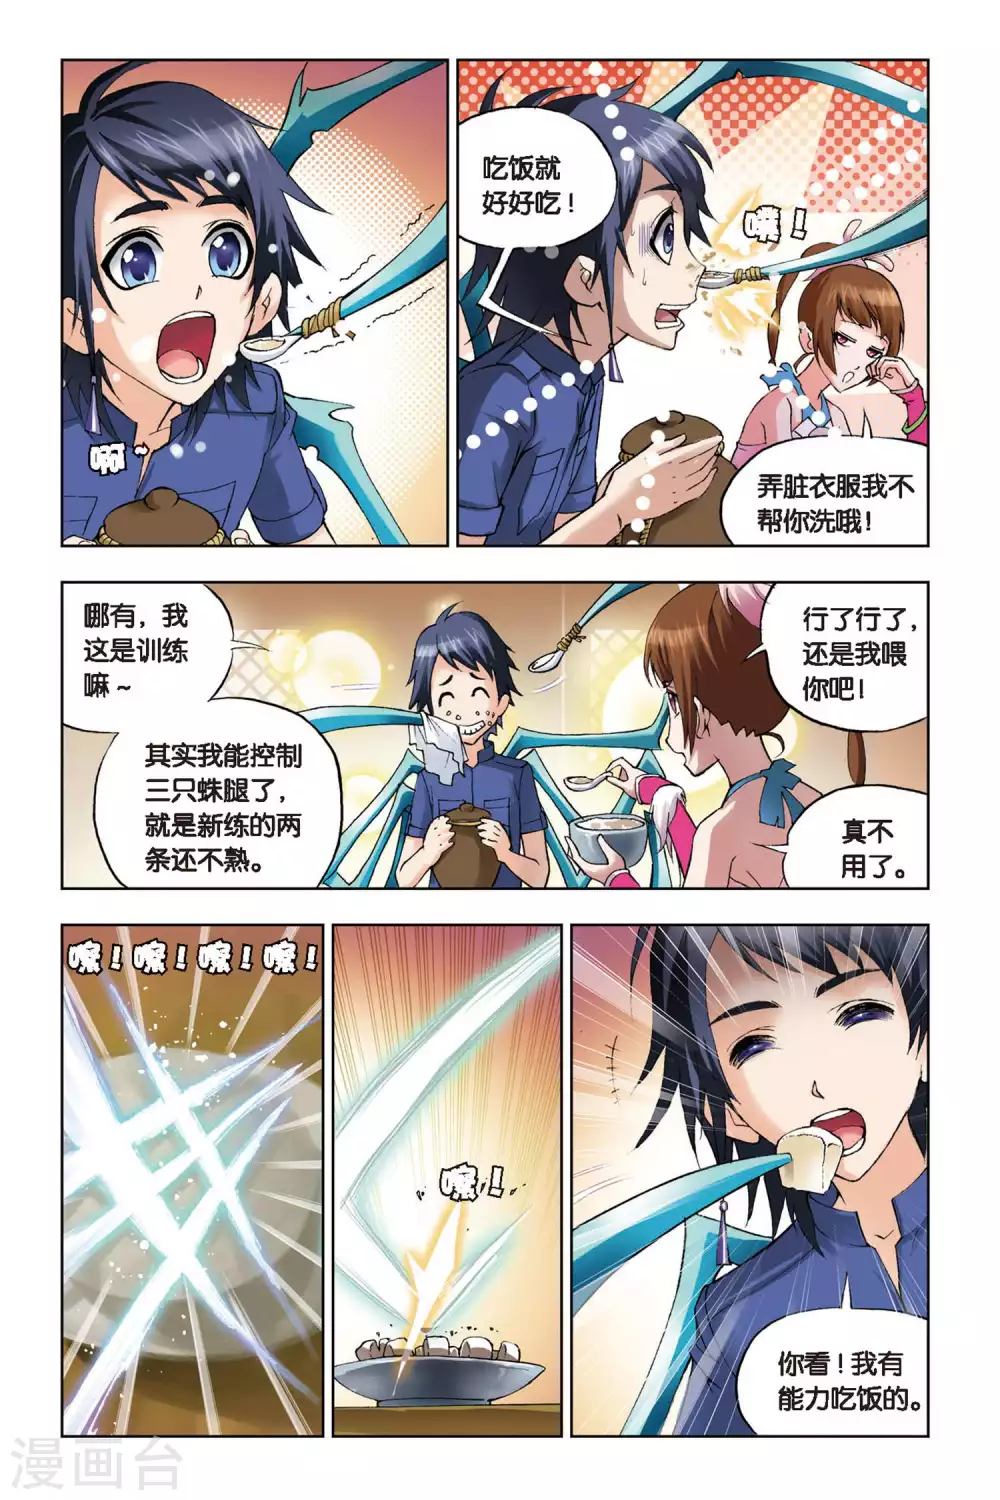 啊~
吃饭就
好好吃！
噗！
弄脏衣服我不
帮你洗哦！
哪有，我
这是训练
嘛~
其实我能控制
三只蛛腿了，
就是新练的两
条还不熟。
行了行了，
还是我喂
你吧！
真不
用了。
嚓！嚓！嚓！嚓！
嚓！
你看！我有
能力吃饭的。
漫画台